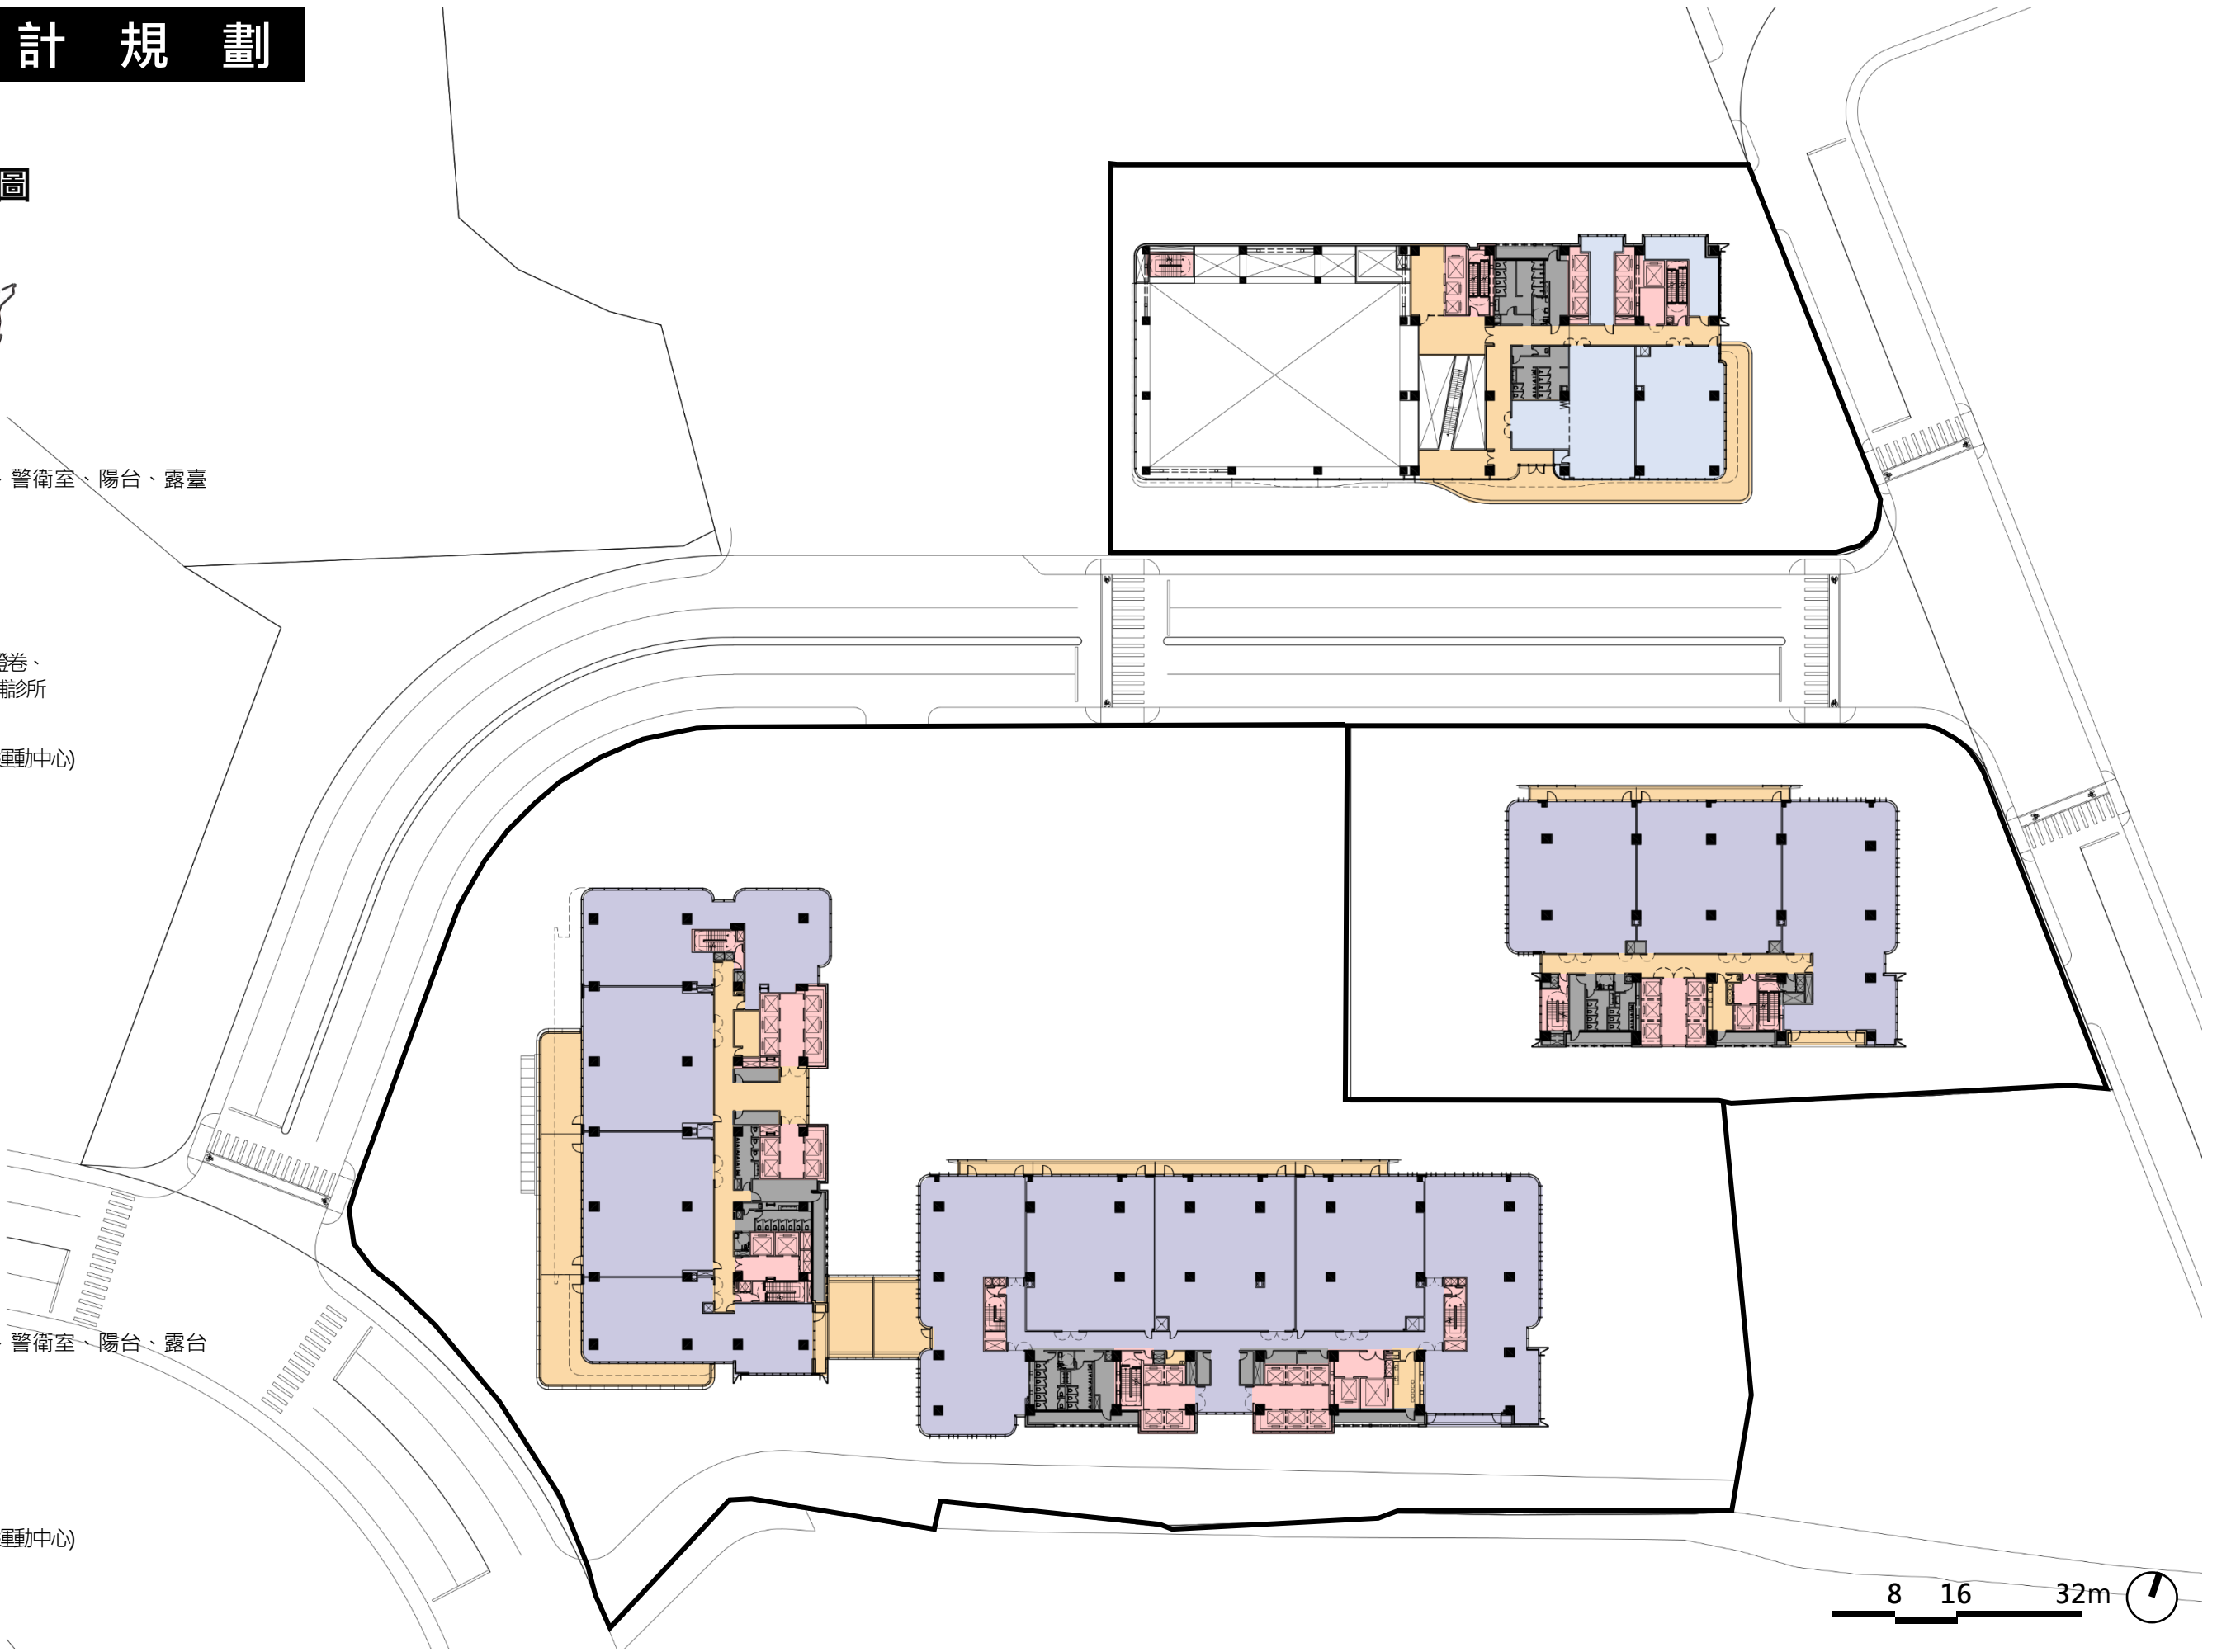 計 規 劃
圖
、警衛室、陽台、露臺
證卷、
診所
運動中心)
、警衛室、陽台、露台
運動中心)
8 16 32m